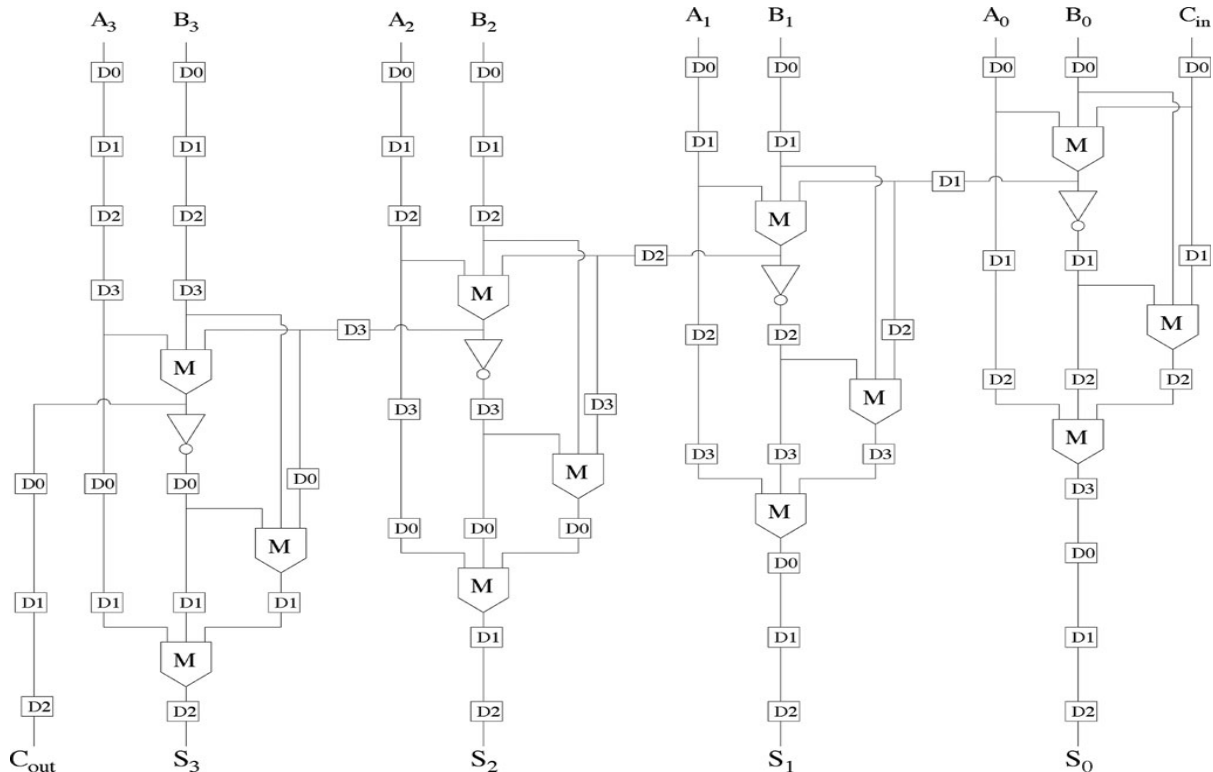 A3 B3 A2 B2 A1 B1 A0 B0 Cin
D0 D0 D0 D0 D0 D0 D0 D0 D0
D1 D1 D1 D1 D1 D1
M
M D1
D2 D2 D2 D2
D2 D1 D1 D1
M
D3 D3 M
D3 D2 D2 D2 M
M
D2 D2 D2
D3 D3 D3 M
M
D3 D3 D3
M
D0 D0 D0 D0 M D3
M
D0 D0 D0
M D0 D0
M
D1 D1 D1 D1
D1 D1 D1
M
D2 D2 D2 D2 D2
Cout S3 S2 S1 S0